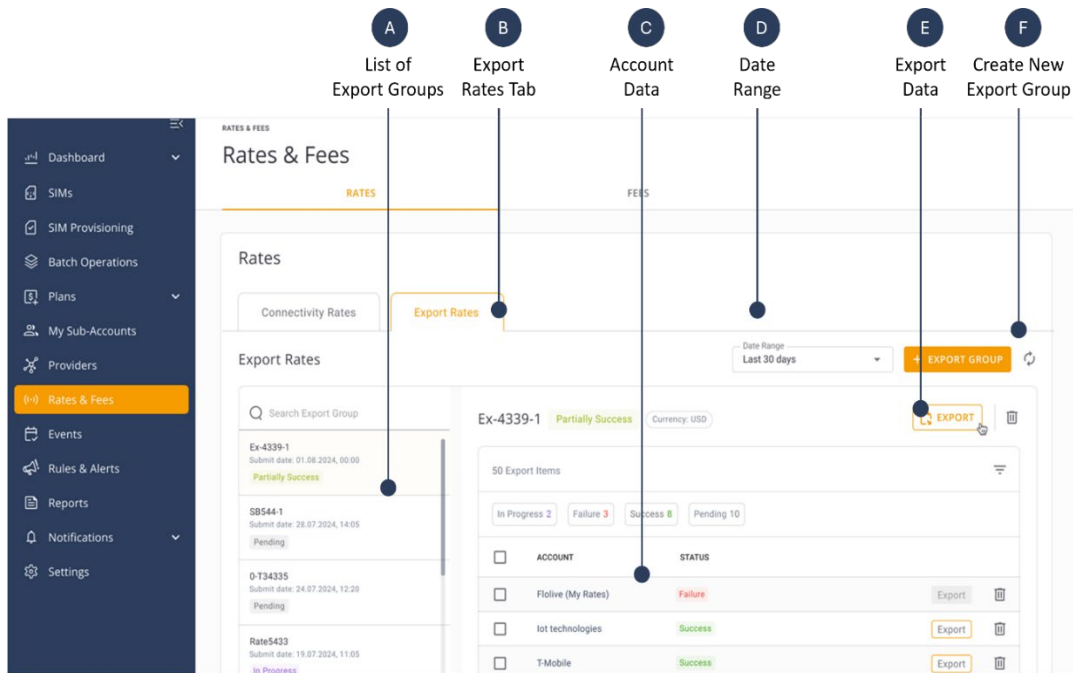 A
B
C
D
E
F
List of
Export Groups
Export
Rates Tab
Account
Data
Date
Range
Export
Data
Create New
Export Group
Dashboard
SIMs
SIM Provisioning
Batch Operations
Plans
My Sub-Accounts
Providers
Rates & Fees
Events
Rules & Alerts
Reports
Notifications
Settings
RATES & FEES
Rates & Fees
RATES
FEES
Rates
Connectivity Rates
Export Rates
Export Rates
Date Range
Last 30 days
+ EXPORT GROUP
Search Export Group
Ex-4339-1
Submit date: 01.08.2024, 00:00
Partially Success
SB544-1
Submit date: 28.07.2024, 14:05
Pending
0-T34335
Submit date: 24.07.2024, 12:20
Pending
Rate5433
Submit date: 19.07.2024, 11:05
In Progress
Ex-4339-1 Partially Success Currency: USD
EXPORT
50 Export Items
In Progress 2 Failure 3 Success 8 Pending 10
ACCOUNT STATUS
Flolive (My Rates) Failure Export
Iot technologies Success Export
T-Mobile Success Export